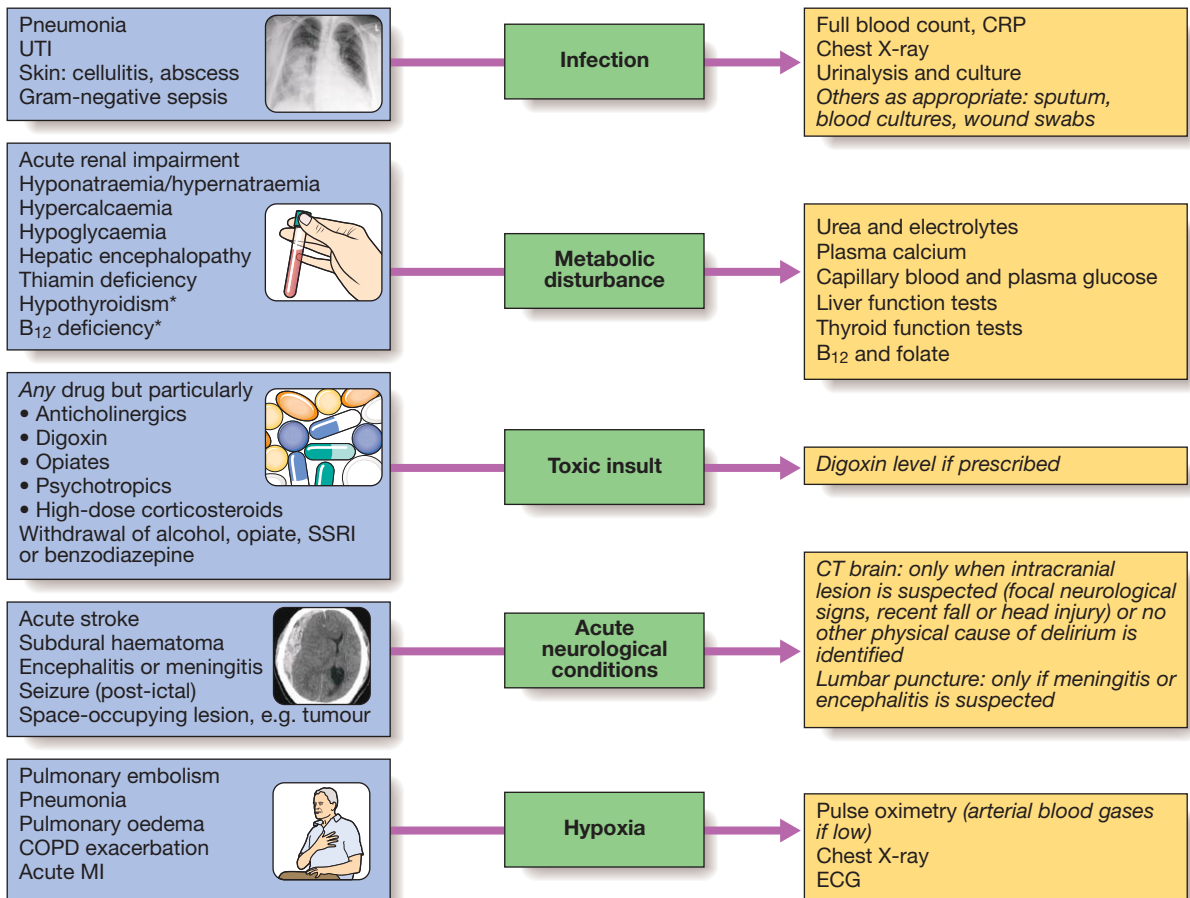 Pneumonia
UTI
Skin: cellulitis, abscess
Gram-negative sepsis
Infection
Full blood count, CRP
Chest X-ray
Urinalysis and culture
Others as appropriate: sputum,
blood cultures, wound swabs
Acute renal impairment
Hyponatraemia/hypernatraemia
Hypercalcaemia
Hypoglycaemia
Hepatic encephalopathy
Thiamin deficiency
Hypothyroidism*
B₁₂ deficiency*
Metabolic
disturbance
Urea and electrolytes
Plasma calcium
Capillary blood and plasma glucose
Liver function tests
Thyroid function tests
B₁₂ and folate
Any drug but particularly
• Anticholinergics
• Digoxin
• Opiates
• Psychotropics
• High-dose corticosteroids
Withdrawal of alcohol, opiate, SSRI
or benzodiazepine
Toxic insult
Digoxin level if prescribed
Acute stroke
Subdural haematoma
Encephalitis or meningitis
Seizure (post-ictal)
Space-occupying lesion, e.g. tumour
Acute
neurological
conditions
CT brain: only when intracranial
lesion is suspected (focal neurological
signs, recent fall or head injury) or no
other physical cause of delirium is
identified
Lumbar puncture: only if meningitis or
encephalitis is suspected
Pulmonary embolism
Pneumonia
Pulmonary oedema
COPD exacerbation
Acute MI
Hypoxia
Pulse oximetry (arterial blood gases
if low)
Chest X-ray
ECG